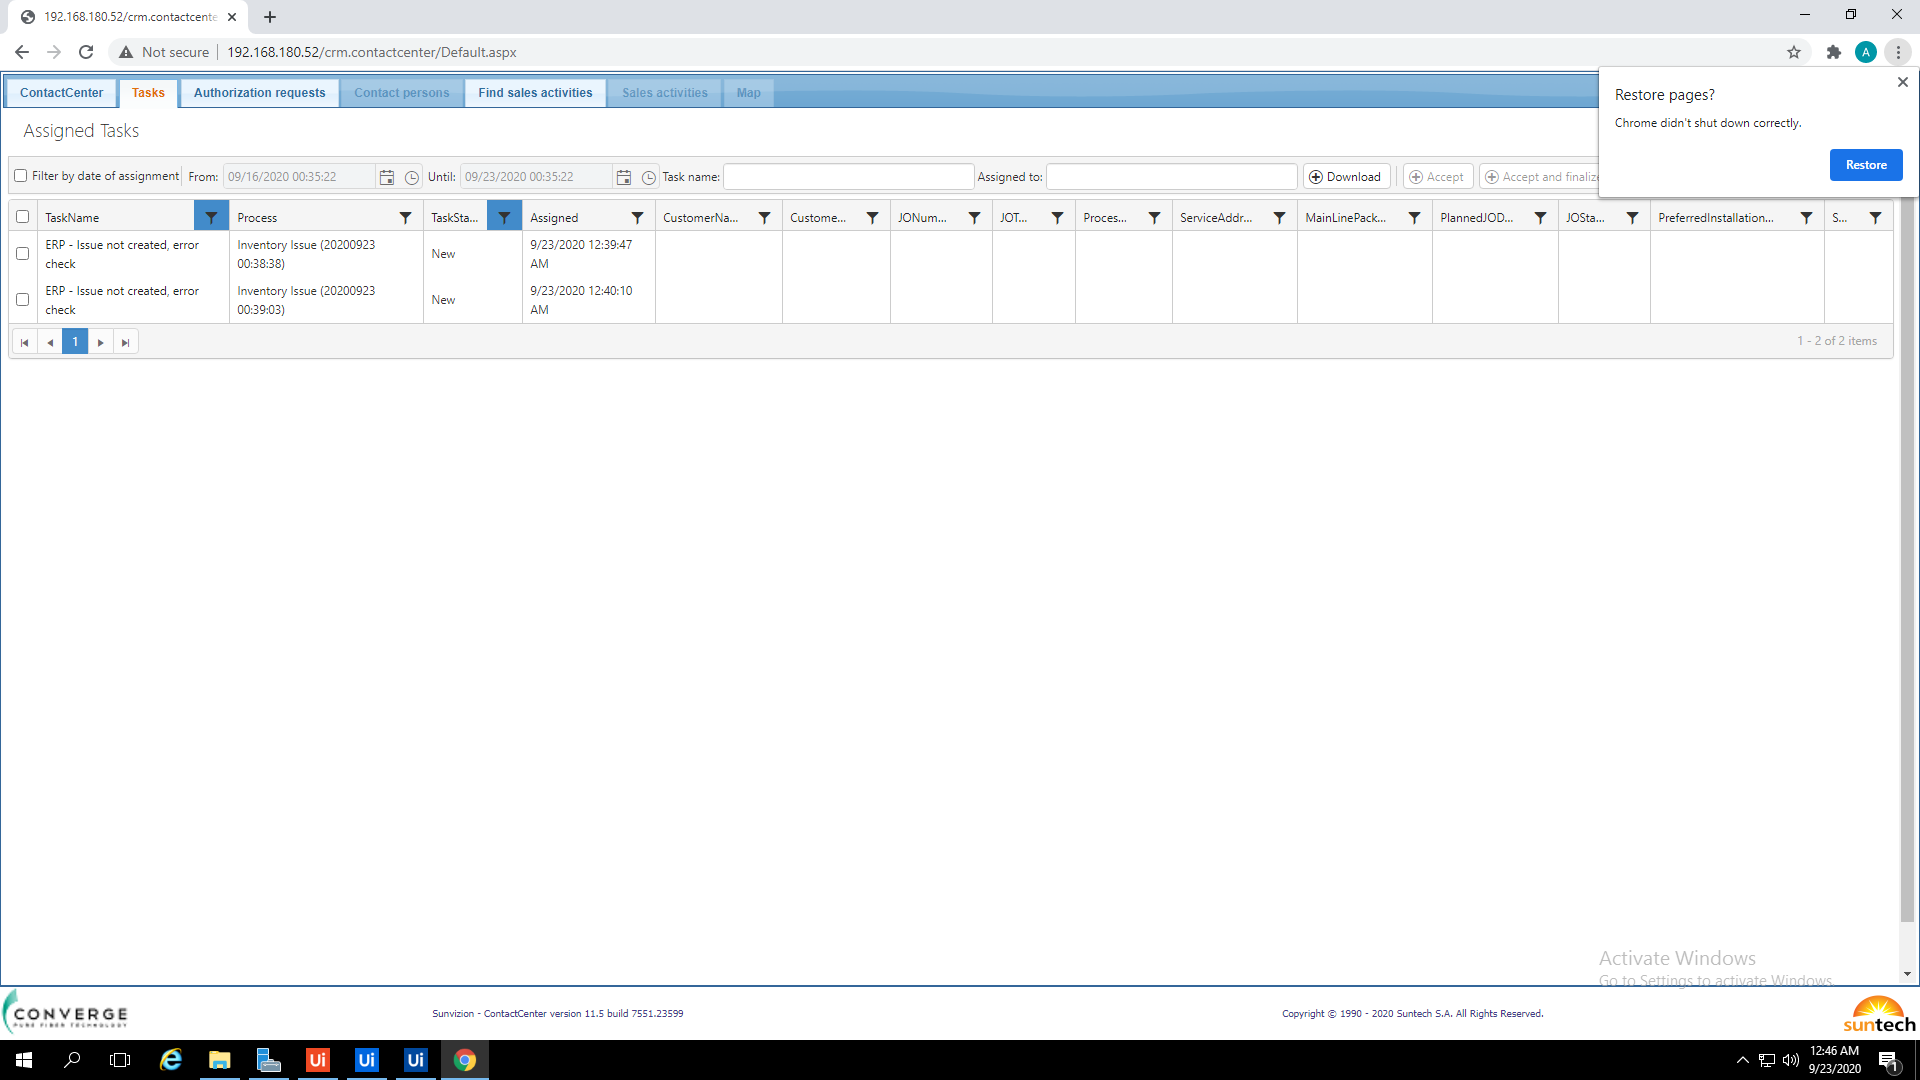 192.168.180.52/crm.contactcente
Not secure
192.168.180.52/crm.contactcenter/Default.aspx
A
ContactCenter
Tasks
Authorization requests
Contact persons
Find sales activities
Sales activities
Map
Restore pages?
Chrome didn't shut down correctly.
Restore
Assigned Tasks
Filter by date of assignment
From:
09/16/2020 00:35:22
Until:
09/23/2020 00:35:22
Task name:
Assigned to:
Download
Accept
Accept and finalize
TaskName
Process
TaskSta...
Assigned
CustomerNa...
Custome...
JONum...
JOT...
Proces...
ServiceAddr...
MainLinePack...
PlannedJOD...
JOSta...
PreferredInstallation...
S...
ERP - Issue not created, error
check
Inventory Issue (20200923
00:38:38)
New
9/23/2020 12:39:47
AM
ERP - Issue not created, error
check
Inventory Issue (20200923
00:39:03)
New
9/23/2020 12:40:10
AM
1
1 - 2 of 2 items
Activate Windows
Go to Settings to activate Windows.
CONVERGE
PURE FIBER TECHNOLOGY
Sunvizion - ContactCenter version 11.5 build 7551.23599
Copyright © 1990 - 2020 Suntech S.A. All Rights Reserved.
suntech
Ui
Ui
Ui
12:46 AM
9/23/2020
1